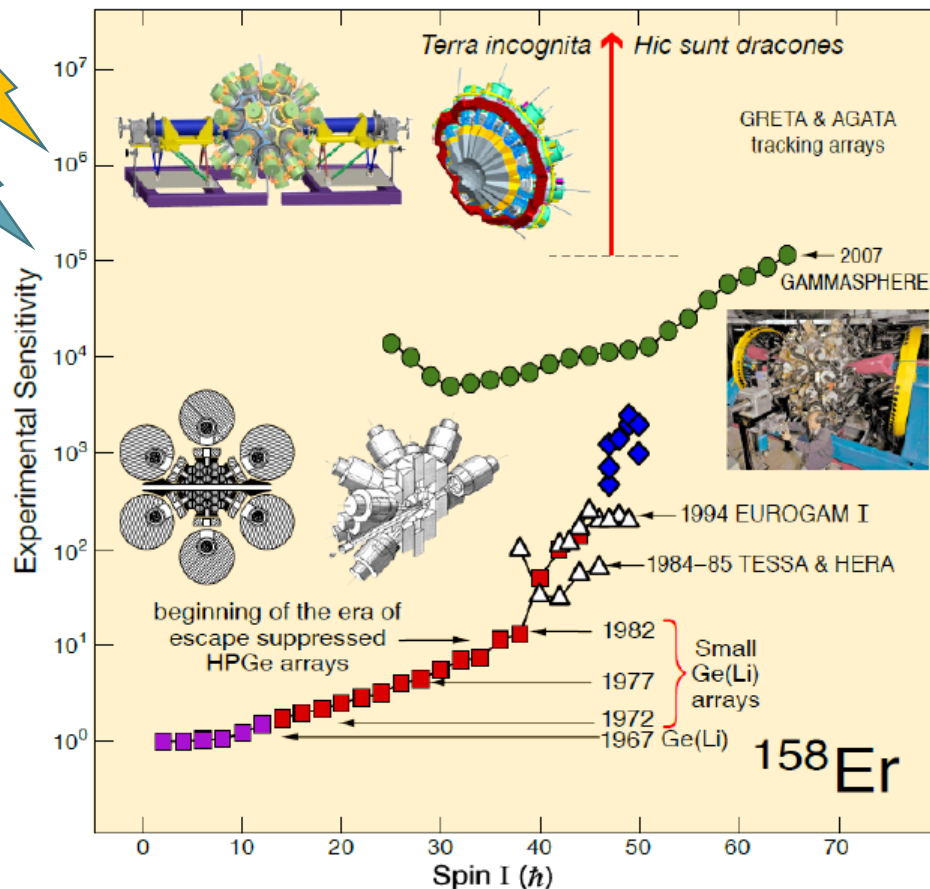 Terra incognita Hic sunt dracones
10⁷
GRETA & AGATA
tracking arrays
10⁶
10⁵
2007
GAMMASPHERE
10⁴
10³
1994 EUROGAM I
10²
1984–85 TESSA & HERA
beginning of the era of
escape suppressed
HPGe arrays
10¹
1982
1977
1972
Small
Ge(Li)
arrays
1967 Ge(Li)
10⁰
¹⁵⁸Er
Experimental Sensitivity
0 10 20 30 40 50 60 70
Spin I (ℏ)